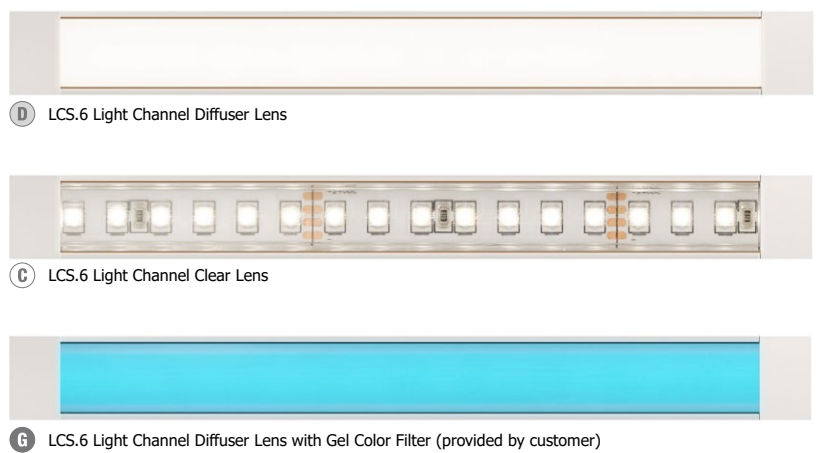 D LCS.6 Light Channel Diffuser Lens
C LCS.6 Light Channel Clear Lens
G LCS.6 Light Channel Diffuser Lens with Gel Color Filter (provided by customer)